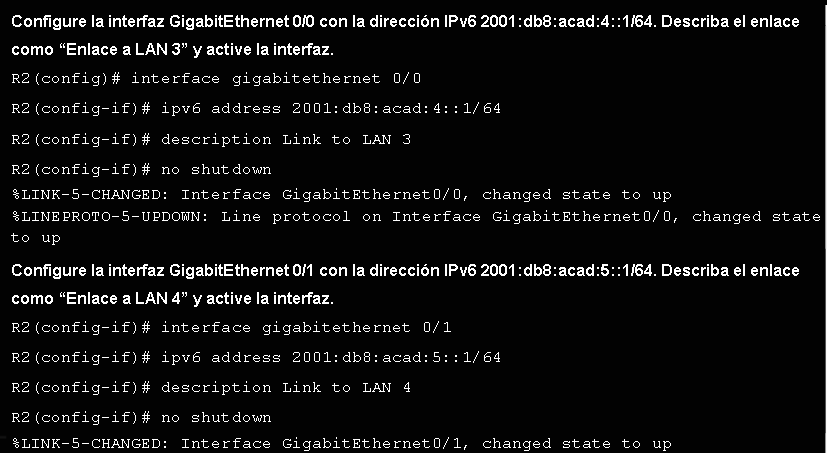 Configure la interfaz GigabitEthernet 0/0 con la dirección IPv6 2001:db8:acad:4::1/64. Describa el enlace
como “Enlace a LAN 3” y active la interfaz.
R2(config)# interface gigabitethernet 0/0
R2(config-if)# ipv6 address 2001:db8:acad:4::1/64
R2(config-if)# description Link to LAN 3
R2(config-if)# no shutdown
%LINK-5-CHANGED: Interface GigabitEthernet0/0, changed state to up
%LINEPROTO-5-UPDOWN: Line protocol on Interface GigabitEthernet0/0, changed state
to up
Configure la interfaz GigabitEthernet 0/1 con la dirección IPv6 2001:db8:acad:5::1/64. Describa el enlace
como “Enlace a LAN 4” y active la interfaz.
R2(config-if)# interface gigabitethernet 0/1
R2(config-if)# ipv6 address 2001:db8:acad:5::1/64
R2(config-if)# description Link to LAN 4
R2(config-if)# no shutdown
%LINK-5-CHANGED: Interface GigabitEthernet0/1, changed state to up